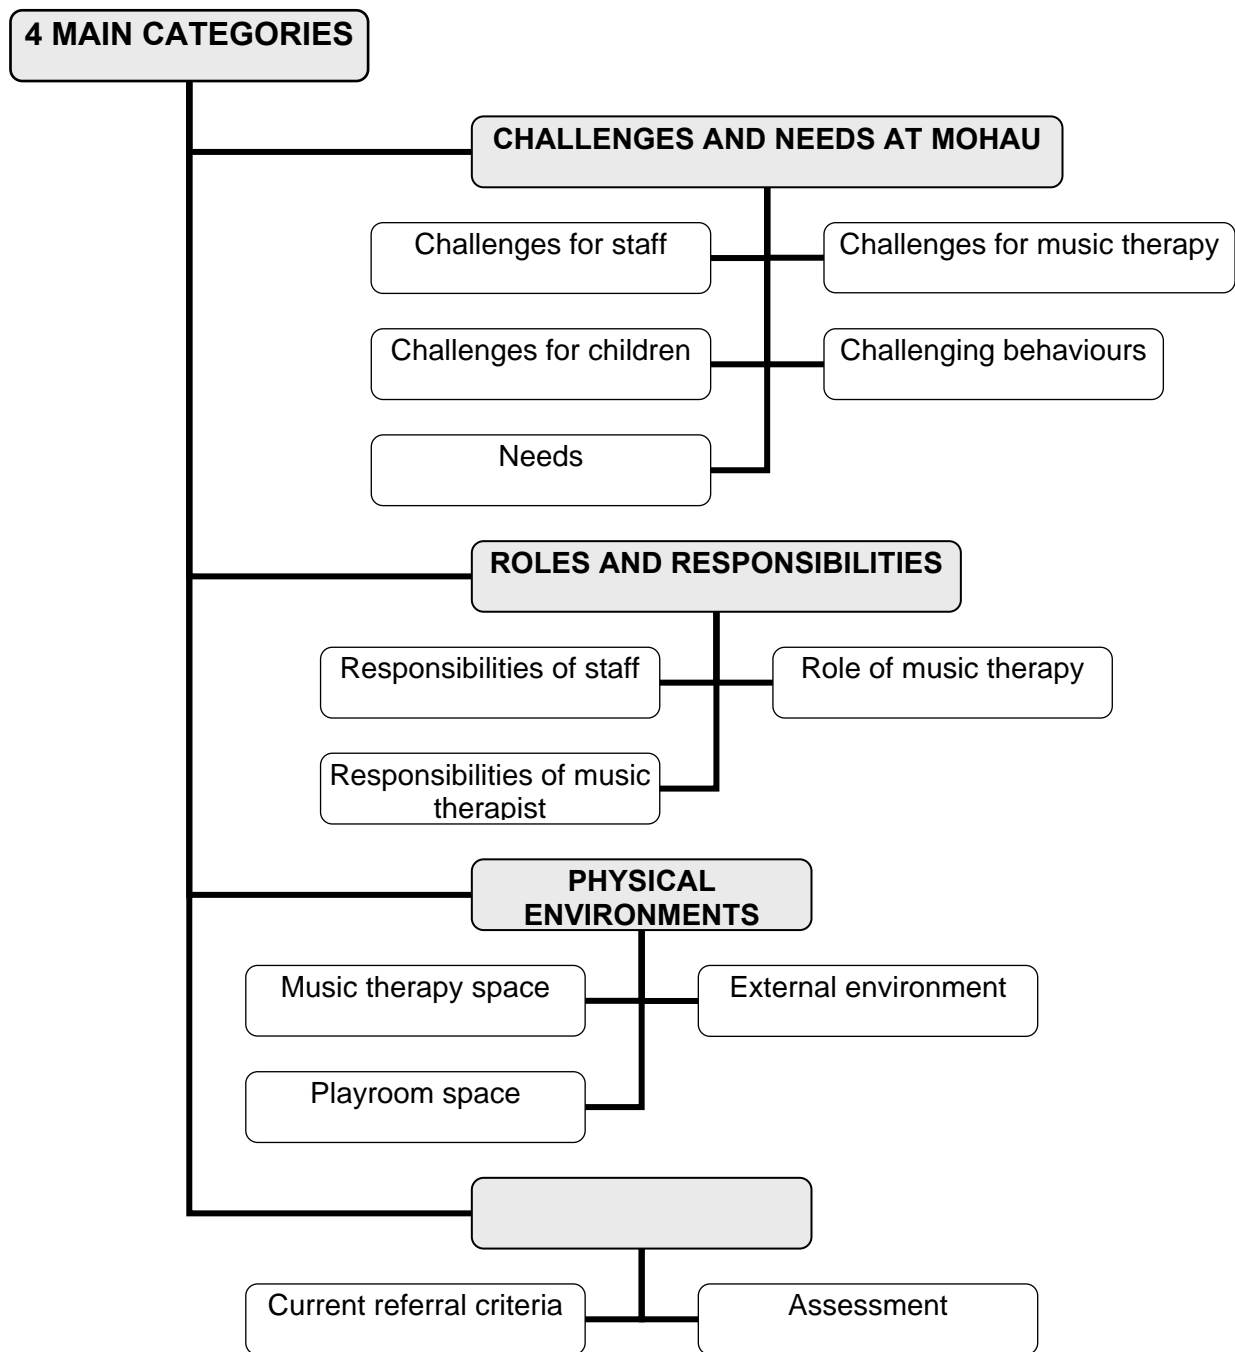 4 MAIN CATEGORIES
CHALLENGES AND NEEDS AT MOHAU
Challenges for staff
Challenges for music therapy
Challenges for children
Challenging behaviours
Needs
ROLES AND RESPONSIBILITIES
Responsibilities of staff
Role of music therapy
Responsibilities of music
therapist
PHYSICAL
ENVIRONMENTS
Music therapy space
External environment
Playroom space
Current referral criteria
Assessment